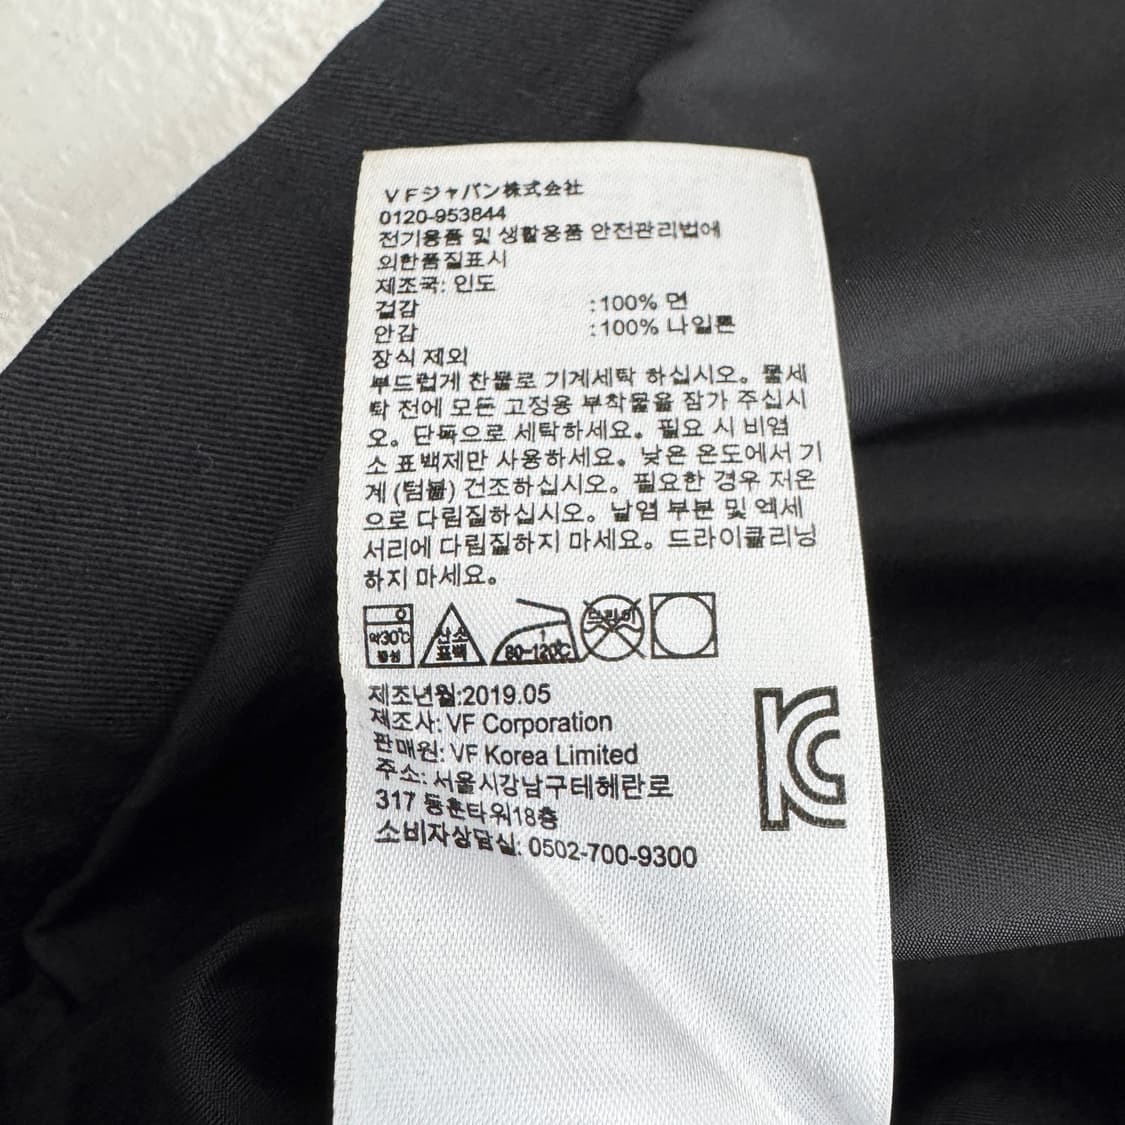 VFジャパン株式会社
0120-953844
전기용품 및 생활용품 안전관리법에
외한품질표시
제조국: 인도
겉감 :100% 면
안감 :100% 나일론
장식 제외
부드럽게 찬물로 기계세탁 하십시오。물세
탁 전에 모든 고정용 부착물을 잠가 주십시
오。단독으로 세탁하세요。필요 시 비염
소 표백제만 사용하세요。낮은 온도에서 기
계 (텀블) 건조하십시오。필요한 경우 저온
으로 다림질하십시오。날염 부분 및 엑세
서리에 다림질하지 마세요。드라이클리닝
하지 마세요。
약30℃ 산소 드라이
중성 표백 80-120℃
제조년월:2019.05
제조사: VF Corporation
판매원: VF Korea Limited
주소: 서울시강남구테헤란로
317 동훈타워18층
소비자상담실: 0502-700-9300